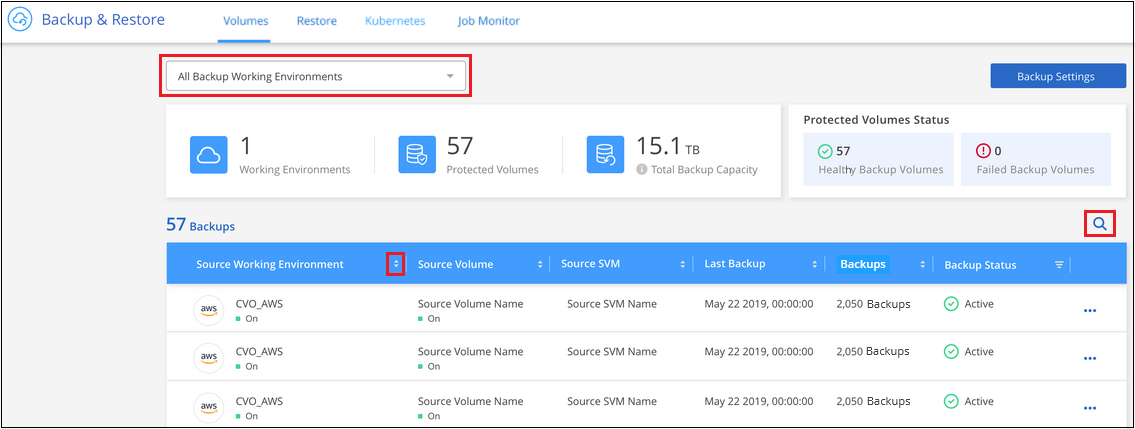 Backup & Restore Volumes Restore Kubernetes Job Monitor
All Backup Working Environments
Backup Settings
1
Working Environments
57
Protected Volumes
15.1 TB
Total Backup Capacity
Protected Volumes Status
57
Healthy Backup Volumes
0
Failed Backup Volumes
57 Backups
Source Working Environment Source Volume Source SVM Last Backup Backups Backup Status
aws CVO_AWS Source Volume Name Source SVM Name May 22 2019, 00:00:00 2,050 Backups Active
On On
aws CVO_AWS Source Volume Name Source SVM Name May 22 2019, 00:00:00 2,050 Backups Active
On On
aws CVO_AWS Source Volume Name Source SVM Name May 22 2019, 00:00:00 2,050 Backups Active
On On